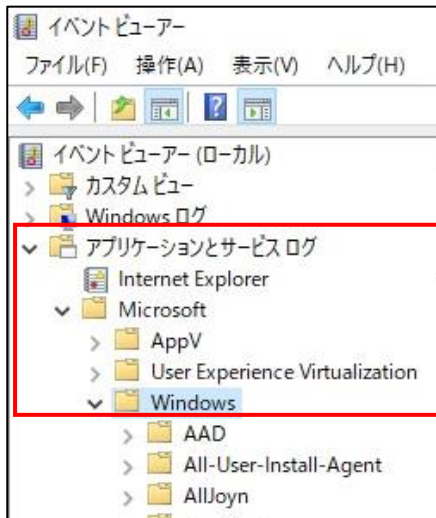 イベント ビューアー
ファイル(F) 操作(A) 表示(V) ヘルプ(H)
イベント ビューアー (ローカル)
カスタム ビュー
Windows ログ
アプリケーションとサービス ログ
Internet Explorer
Microsoft
AppV
User Experience Virtualization
Windows
AAD
All-User-Install-Agent
AllJoyn